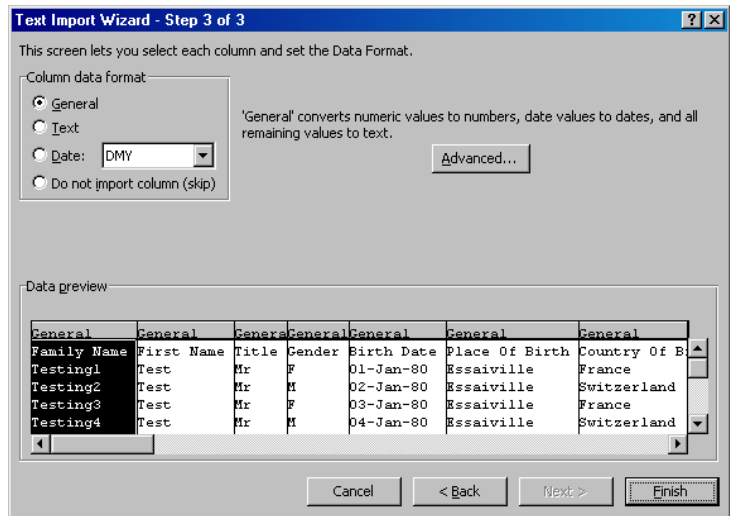 Text Import Wizard - Step 3 of 3
This screen lets you select each column and set the Data Format.
Column data format
General
Text
Date: DMY
Do not import column (skip)
'General' converts numeric values to numbers, date values to dates, and all
remaining values to text.
Advanced...
Data preview
General General Genera General General General General
Family Name First Name Title Gender Birth Date Place Of Birth Country Of B
Testing1 Test Mr F 01-Jan-80 Essaiville France
Testing2 Test Mr M 02-Jan-80 Essaiville Switzerland
Testing3 Test Mr F 03-Jan-80 Essaiville France
Testing4 Test Mr M 04-Jan-80 Essaiville Switzerland
Cancel < Back Next > Finish